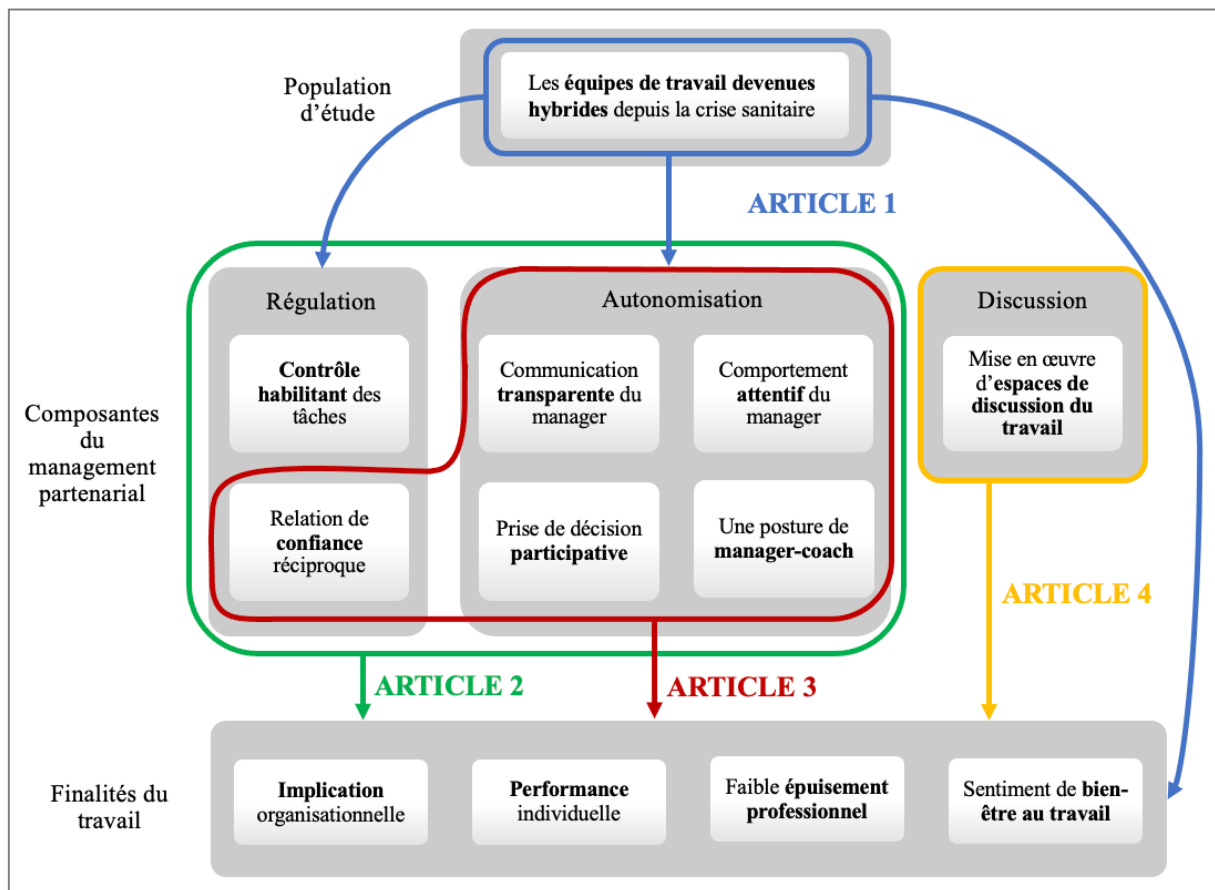 Population
d'étude
Les équipes de travail devenues
hybrides depuis la crise sanitaire
ARTICLE 1
Composantes
du
management
partenarial
Régulation
Contrôle
habilitant des
tâches
Relation de
confiance
réciproque
Autonomisation
Communication
transparente du
manager
Comportement
attentif du
manager
Prise de décision
participative
Une posture de
manager-coach
Discussion
Mise en œuvre
d'espaces de
discussion du
travail
ARTICLE 2
ARTICLE 3
ARTICLE 4
Finalités du
travail
Implication
organisationnelle
Performance
individuelle
Faible épuisement
professionnel
Sentiment de bien-
être au travail